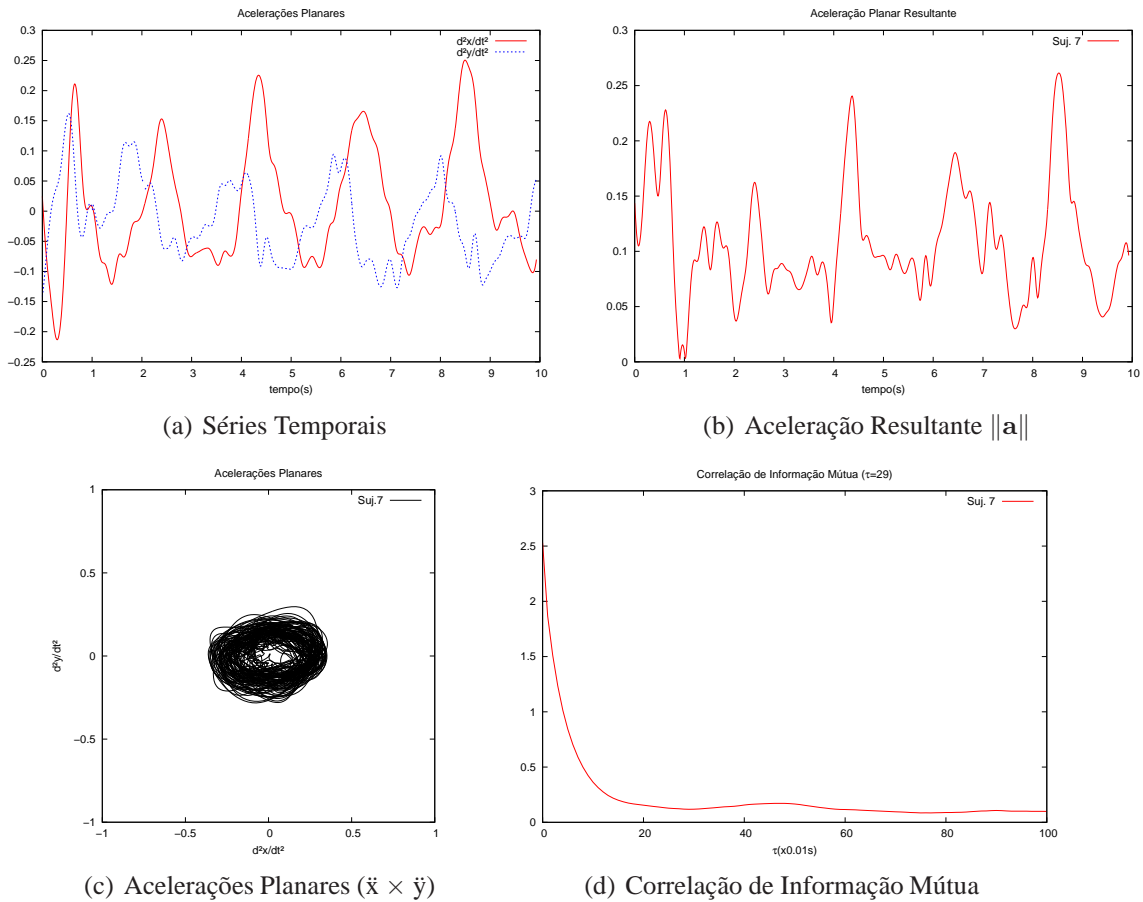 Acelerações Planares
d²x/dt²
d²y/dt²
0.3
0.25
0.2
0.15
0.1
0.05
0
−0.05
−0.1
−0.15
−0.2
−0.25
0 1 2 3 4 5 6 7 8 9 10
tempo(s)
(a) Séries Temporais
Aceleração Planar Resultante
Suj. 7
0.3
0.25
0.2
0.15
0.1
0.05
0
0 1 2 3 4 5 6 7 8 9 10
tempo(s)
(b) Aceleração Resultante ‖a‖
Acelerações Planares
Suj.7
1
0.5
0
−0.5
−1
d²y/dt²
−1 −0.5 0 0.5 1
d²x/dt²
(c) Acelerações Planares (ẍ × ÿ)
Correlação de Informação Mútua (τ=29)
Suj. 7
3
2.5
2
1.5
1
0.5
0
0 20 40 60 80 100
τ(x0.01s)
(d) Correlação de Informação Mútua